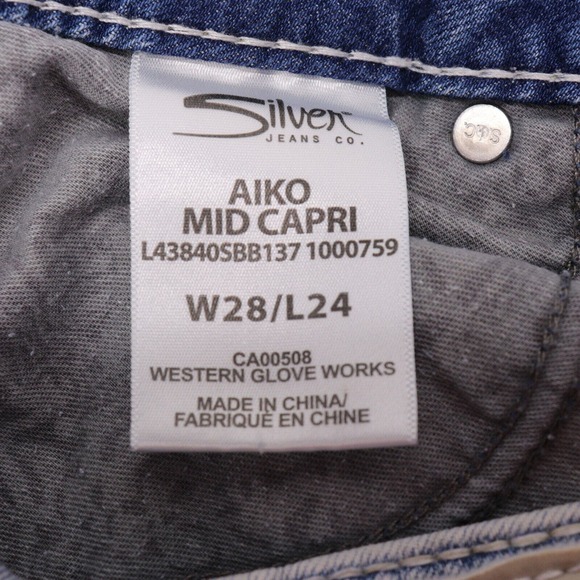 Silver
JEANS CO.
AIKO
MID CAPRI
L43840SBB137 1000759
W28/L24
CA00508
WESTERN GLOVE WORKS
MADE IN CHINA/
FABRIQUÉ EN CHINE